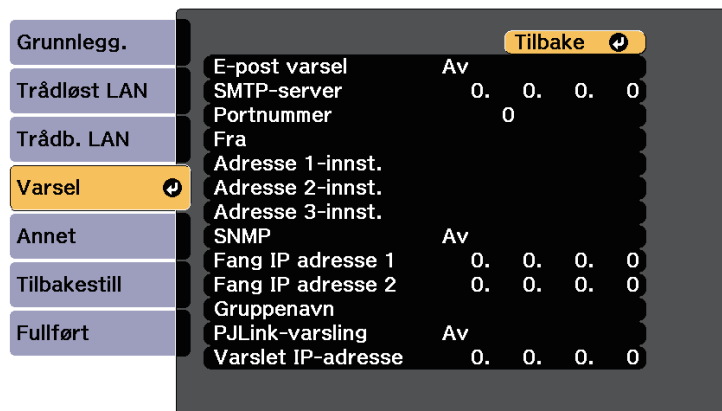 Grunnlegg.
Trådløst LAN
Trådb. LAN
Varsel
Annet
Tilbakestill
Fullført
Tilbake
E-post varsel Av
SMTP-server 0. 0. 0. 0
Portnummer 0
Fra
Adresse 1-innst.
Adresse 2-innst.
Adresse 3-innst.
SNMP Av
Fang IP adresse 1 0. 0. 0. 0
Fang IP adresse 2 0. 0. 0. 0
Gruppenavn
PJLink-varsling Av
Varslet IP-adresse 0. 0. 0. 0